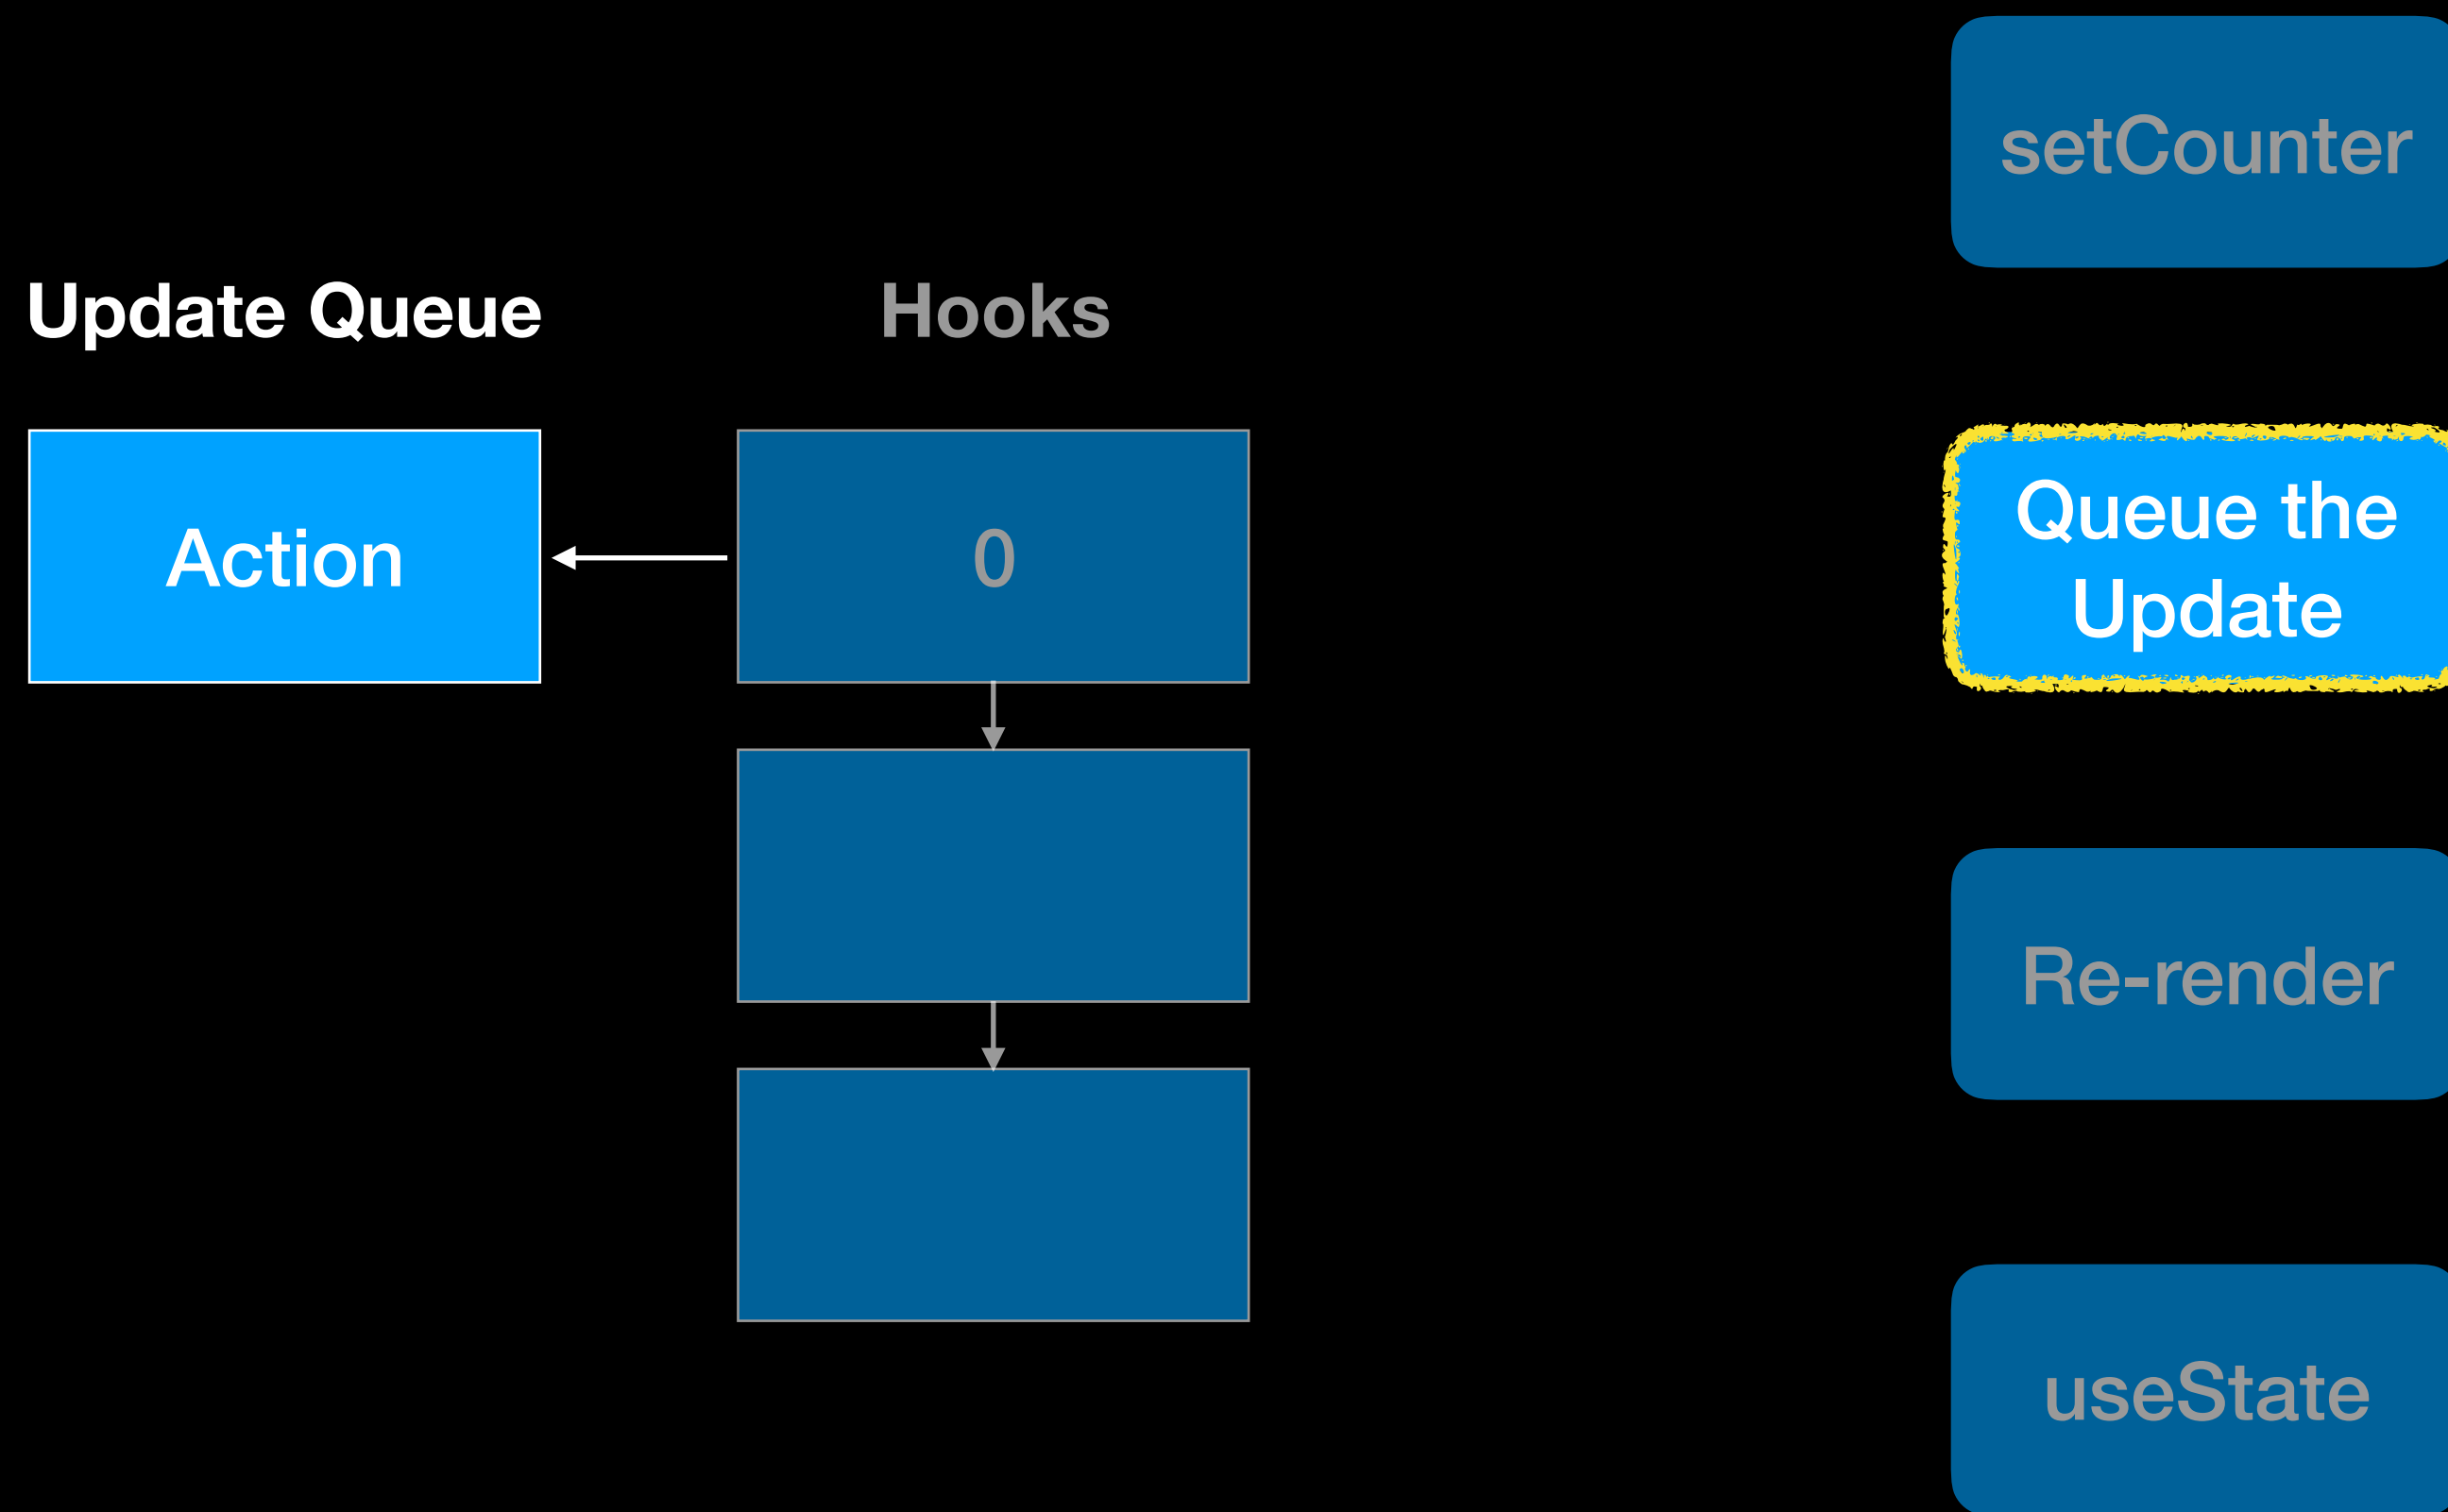 Update Queue
Hooks
Action
0
setCounter
Queue the
Update
Re-render
useState